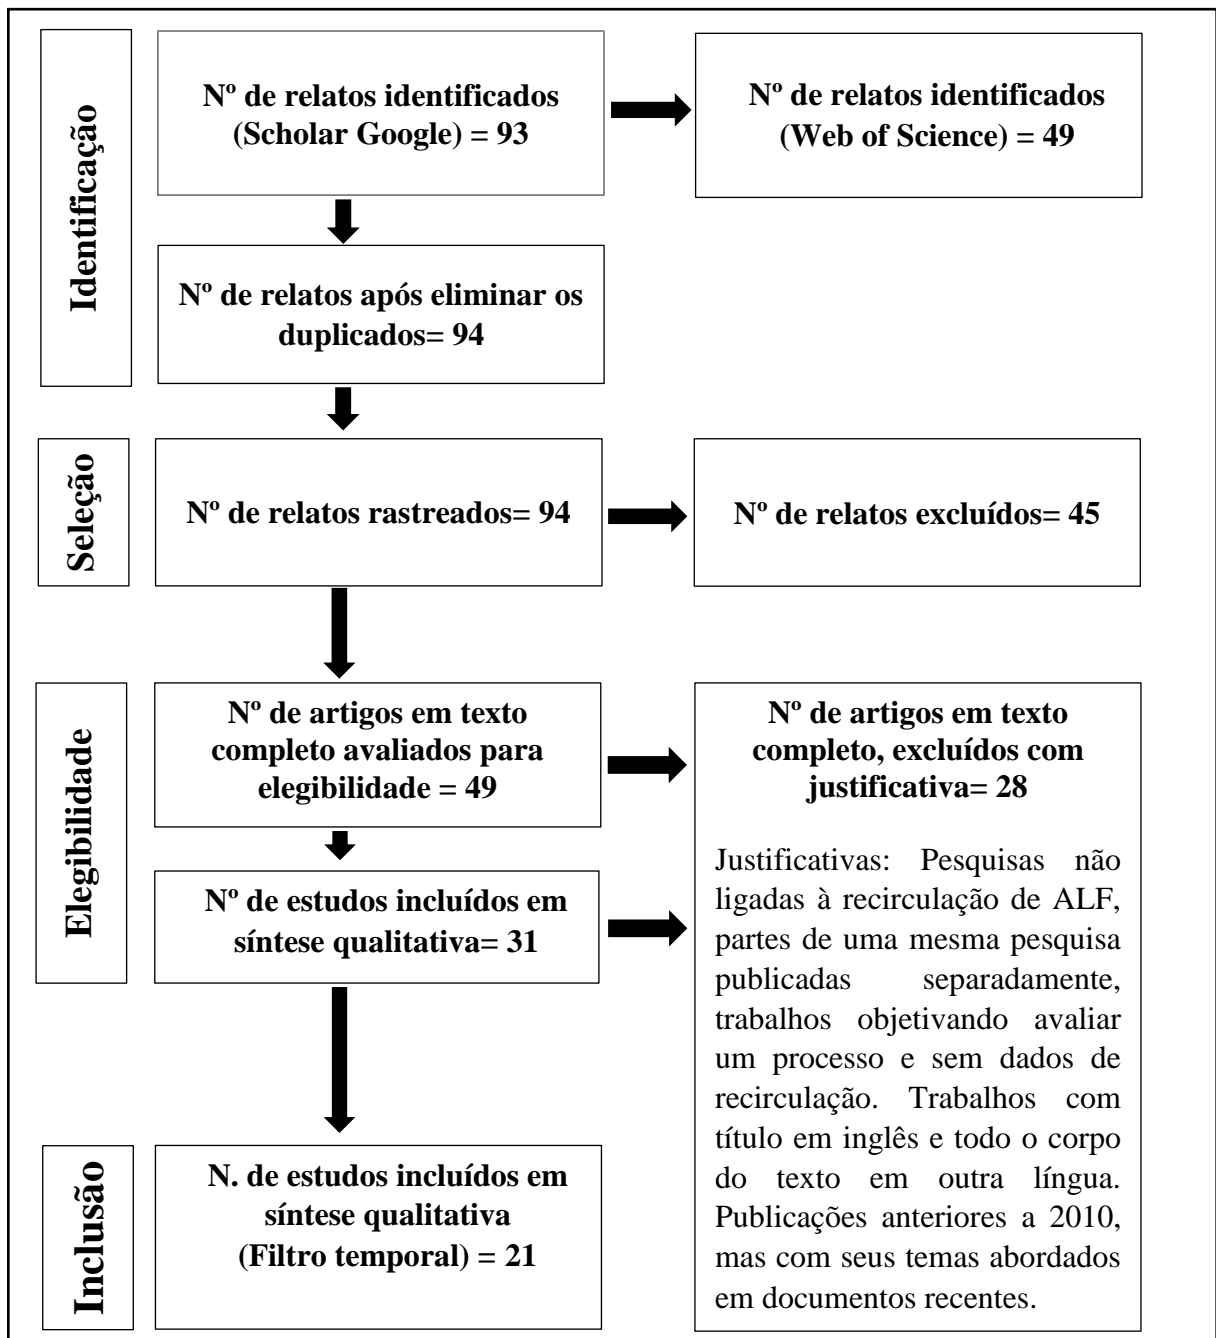 Identificação
Nº de relatos identificados
(Scholar Google) = 93
Nº de relatos identificados
(Web of Science) = 49
Nº de relatos após eliminar os
duplicados= 94
Seleção
Nº de relatos rastreados= 94
Nº de relatos excluídos= 45
Elegibilidade
Nº de artigos em texto
completo avaliados para
elegibilidade = 49
Nº de estudos incluídos em
síntese qualitativa= 31
Nº de artigos em texto
completo, excluídos com
justificativa= 28
Justificativas: Pesquisas não
ligadas à recirculação de ALF,
partes de uma mesma pesquisa
publicadas separadamente,
trabalhos objetivando avaliar
um processo e sem dados de
recirculação. Trabalhos com
título em inglês e todo o corpo
do texto em outra língua.
Publicações anteriores a 2010,
mas com seus temas abordados
em documentos recentes.
Inclusão
N. de estudos incluídos em
síntese qualitativa
(Filtro temporal) = 21